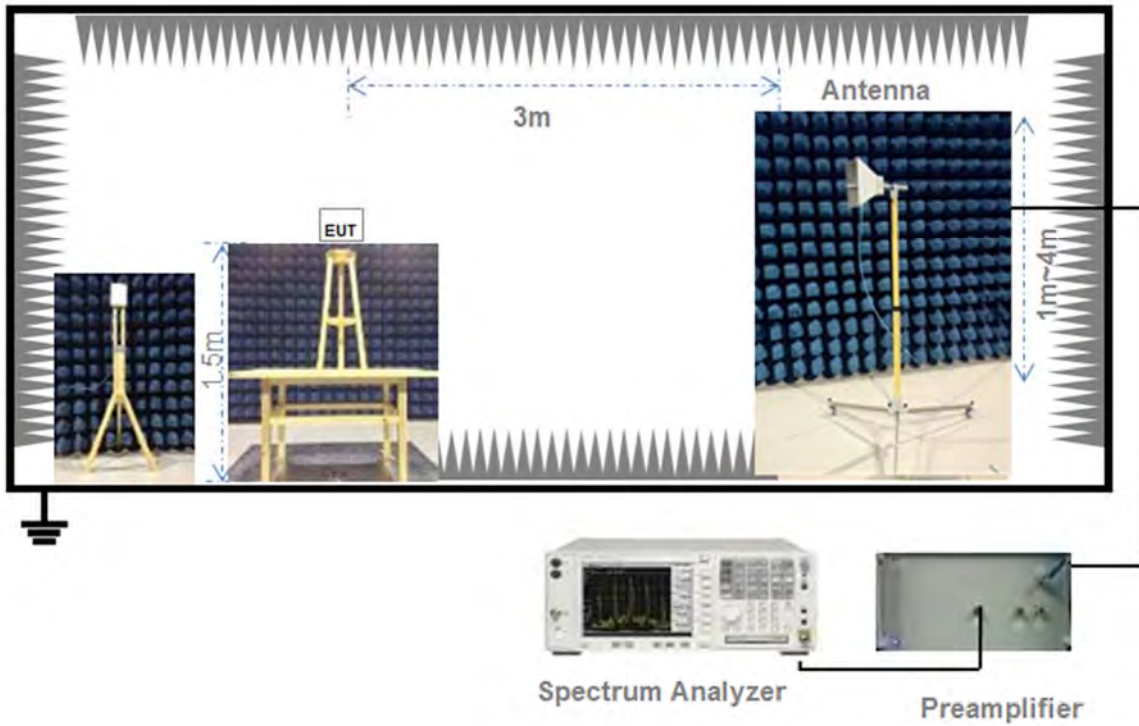 Antenna
3m
EUT
1.5m
1m~4m
Spectrum Analyzer
Preamplifier